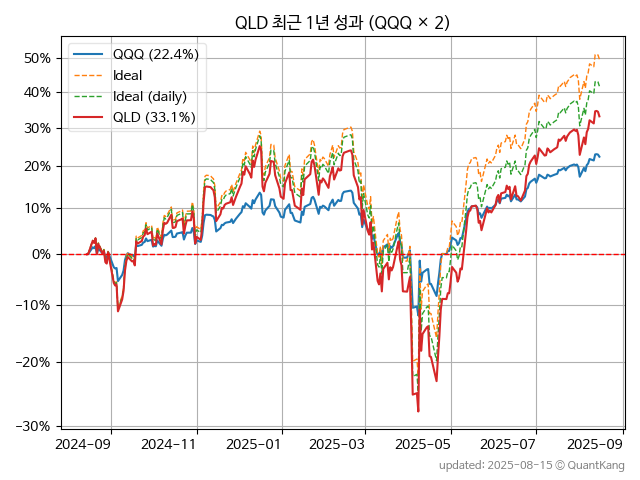 QLD 최근 1년 성과 (QQQ × 2)
QQQ (22.4%)
Ideal
Ideal (daily)
QLD (33.1%)
50%
40%
30%
20%
10%
0%
−10%
−20%
−30%
2024-09 2024-11 2025-01 2025-03 2025-05 2025-07 2025-09
updated: 2025-08-15 © QuantKang